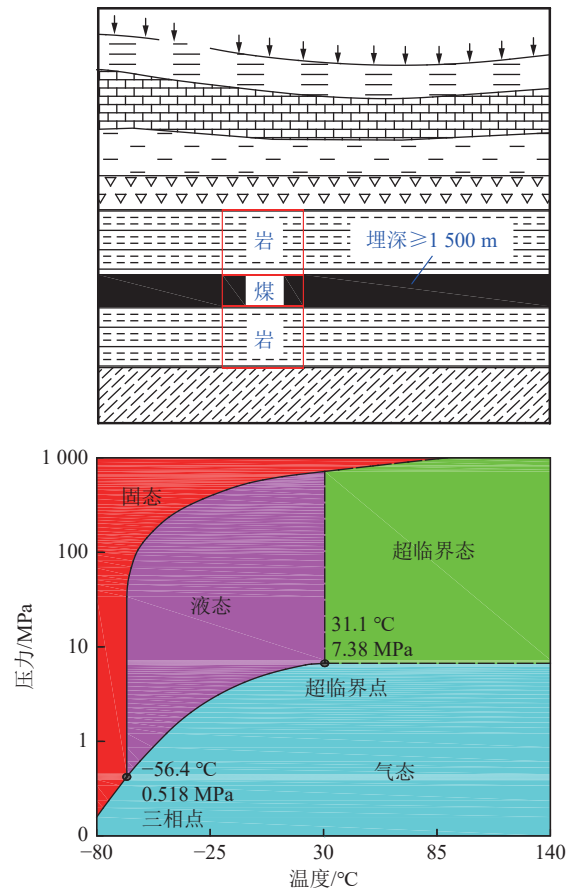 岩
埋深≥1 500 m
煤
岩
1 000
固态
100
超临界态
液态
31.1 ℃
7.38 MPa
10
压力/MPa
超临界点
1
−56.4 ℃
气态
0.518 MPa
三相点
0
−80
−25
30
85
140
温度/℃